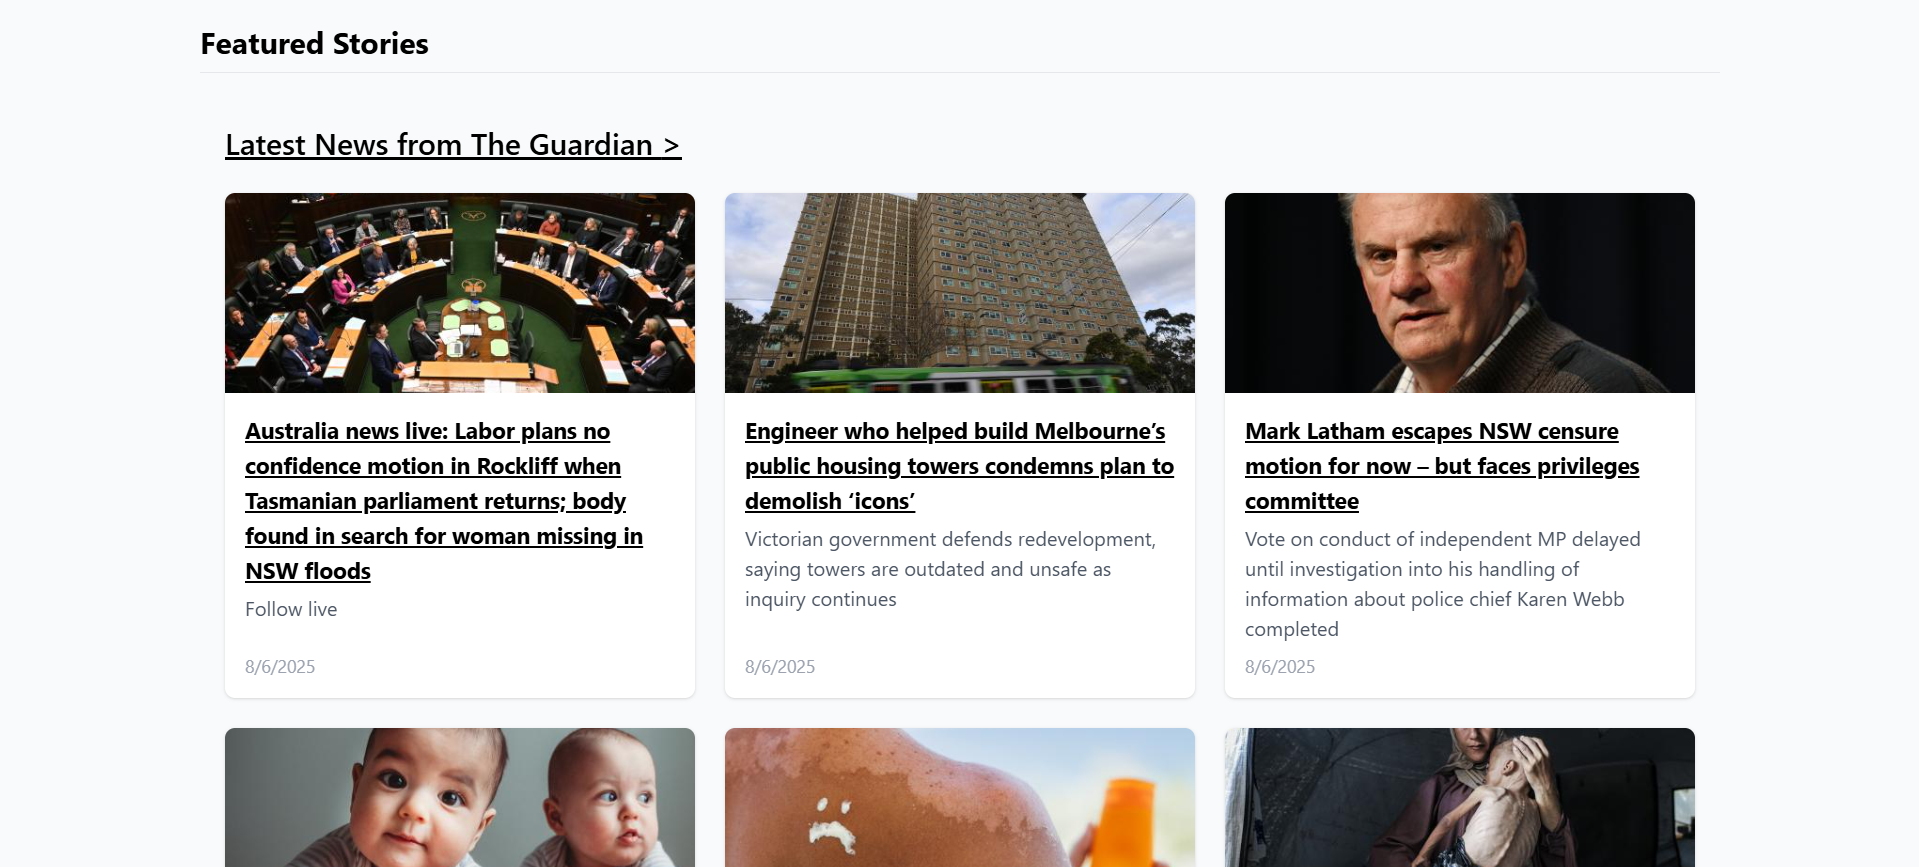 Featured Stories
Latest News from The Guardian >
Australia news live: Labor plans no
confidence motion in Rockliff when
Tasmanian parliament returns; body
found in search for woman missing in
NSW floods
Follow live
8/6/2025
Engineer who helped build Melbourne’s
public housing towers condemns plan to
demolish ‘icons’
Victorian government defends redevelopment,
saying towers are outdated and unsafe as
inquiry continues
8/6/2025
Mark Latham escapes NSW censure
motion for now – but faces privileges
committee
Vote on conduct of independent MP delayed
until investigation into his handling of
information about police chief Karen Webb
completed
8/6/2025